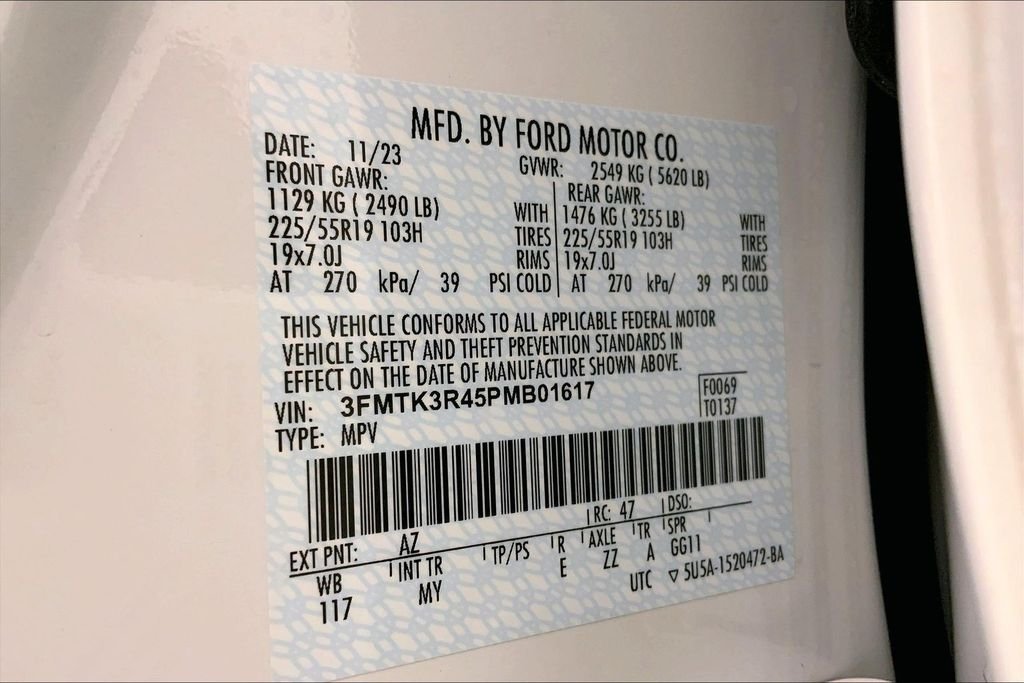 MFD. BY FORD MOTOR CO.
DATE: 11/23 GVWR: 2549 KG ( 5620 LB)
FRONT GAWR: REAR GAWR:
1129 KG ( 2490 LB) WITH 1476 KG ( 3255 LB) WITH
225/55R19 103H TIRES 225/55R19 103H TIRES
19x7.0J RIMS 19x7.0J RIMS
AT 270 kPa/ 39 PSI COLD AT 270 kPa/ 39 PSI COLD
THIS VEHICLE CONFORMS TO ALL APPLICABLE FEDERAL MOTOR
VEHICLE SAFETY AND THEFT PREVENTION STANDARDS IN
EFFECT ON THE DATE OF MANUFACTURE SHOWN ABOVE.
VIN: 3FMTK3R45PMB01617 F0069
TYPE: MPV T0137
EXT PNT: AZ RC: 47 DSO:
WB INT TR TP/PS R AXLE TR SPR
117 MY E ZZ A GG11
UTC ▽ 5U5A-1520472-BA